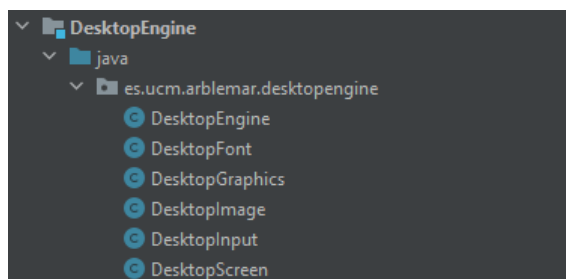 DesktopEngine
java
es.ucm.arblemar.desktopengine
DesktopEngine
DesktopFont
DesktopGraphics
DesktopImage
DesktopInput
DesktopScreen